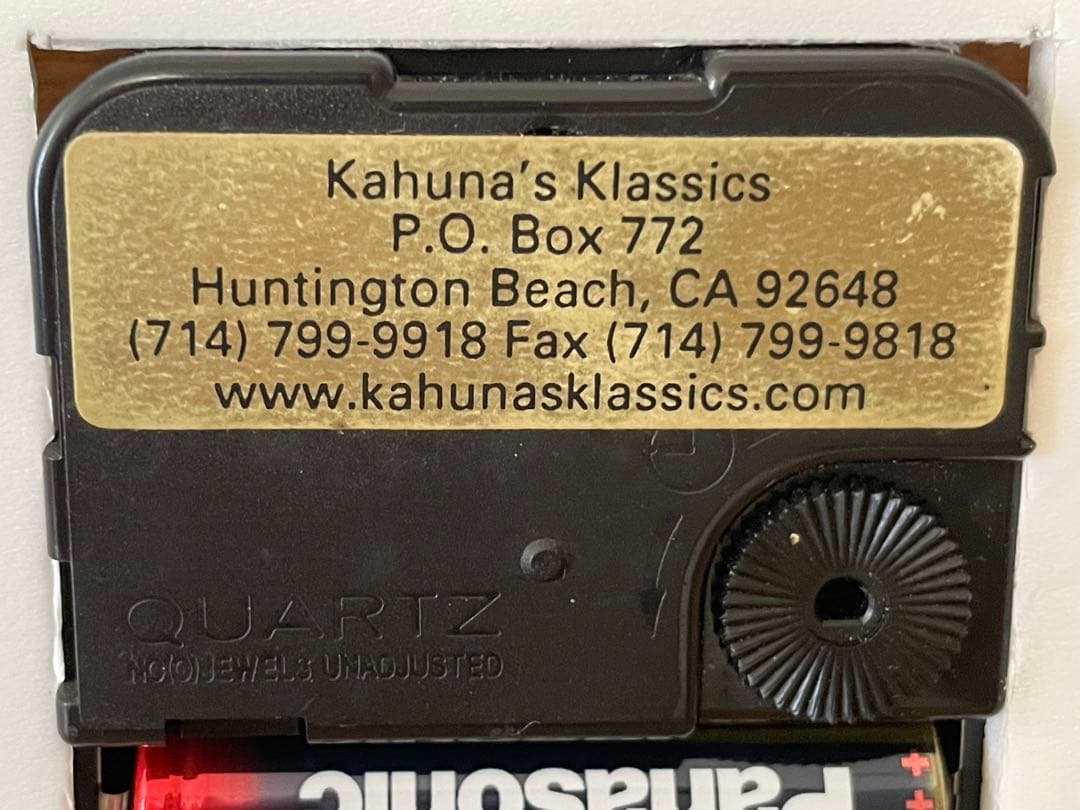 Kahuna's Klassics
P.O. Box 772
Huntington Beach, CA 92648
(714) 799-9918 Fax (714) 799-9818
www.kahunasklassics.com
QUARTZ
NO(0)JEWELS UNADJUSTED
Panasonic